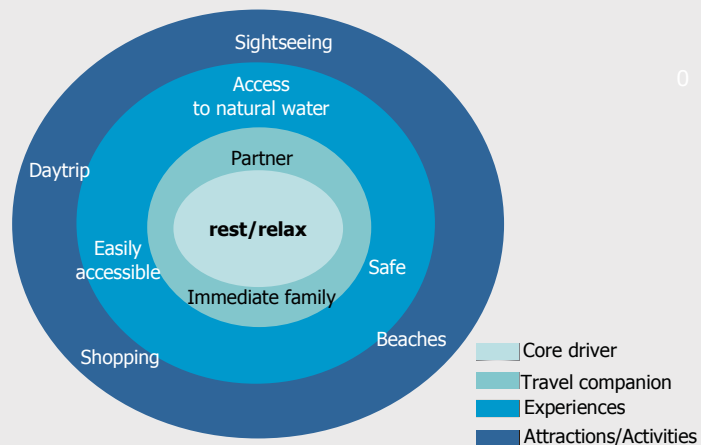 Sightseeing
0
Access
to natural water
Partner
Daytrip
rest/relax
Easily
accessible
Safe
Immediate family
Beaches
Shopping
Core driver
Travel companion
Experiences
Attractions/Activities